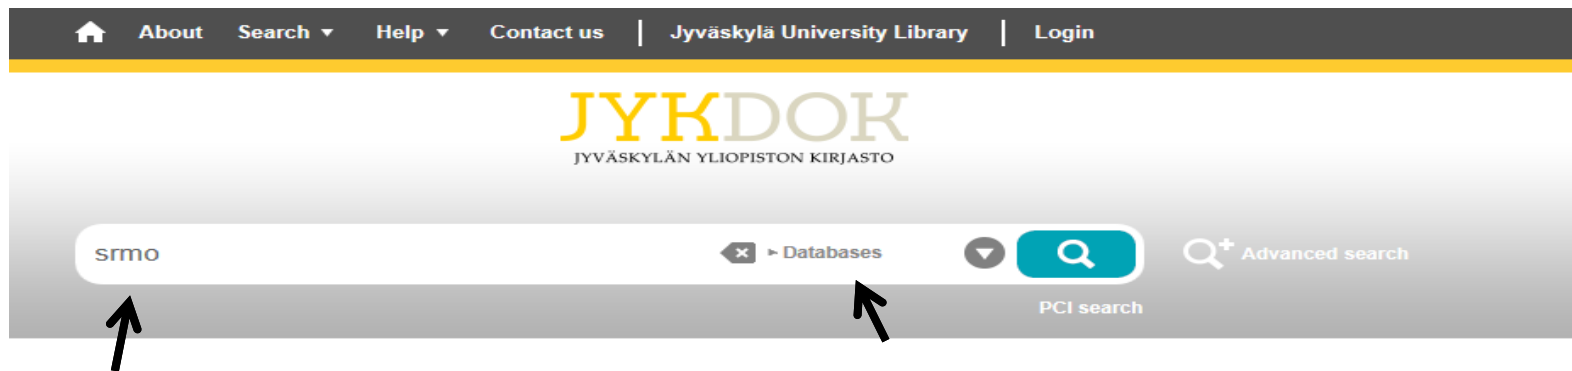 About Search Help Contact us Jyväskylä University Library Login
JYKDOK
JYVÄSKYLÄN YLIOPISTON KIRJASTO
srmo Databases Advanced search
PCI search